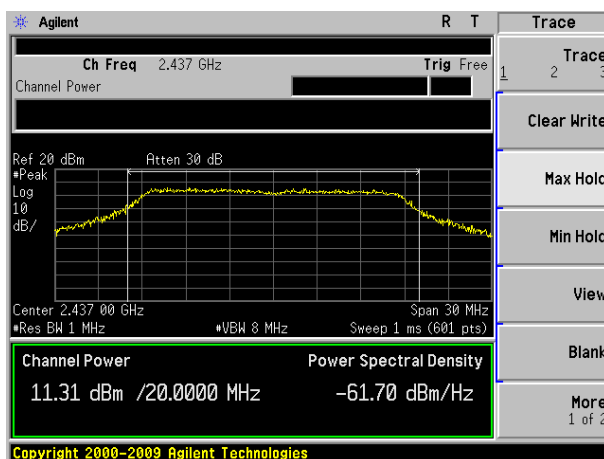 Agilent R T Trace
Ch Freq 2.437 GHz Trig Free
Channel Power
Trace
1 2 3
Clear Write
Max Hold
Min Hold
View
Blank
More
1 of 2
Ref 20 dBm Atten 30 dB
#Peak
Log
10
dB/
Center 2.437 00 GHz Span 30 MHz
#Res BW 1 MHz #VBW 8 MHz Sweep 1 ms (601 pts)
Channel Power Power Spectral Density
11.31 dBm /20.0000 MHz -61.70 dBm/Hz
Copyright 2000-2009 Agilent Technologies